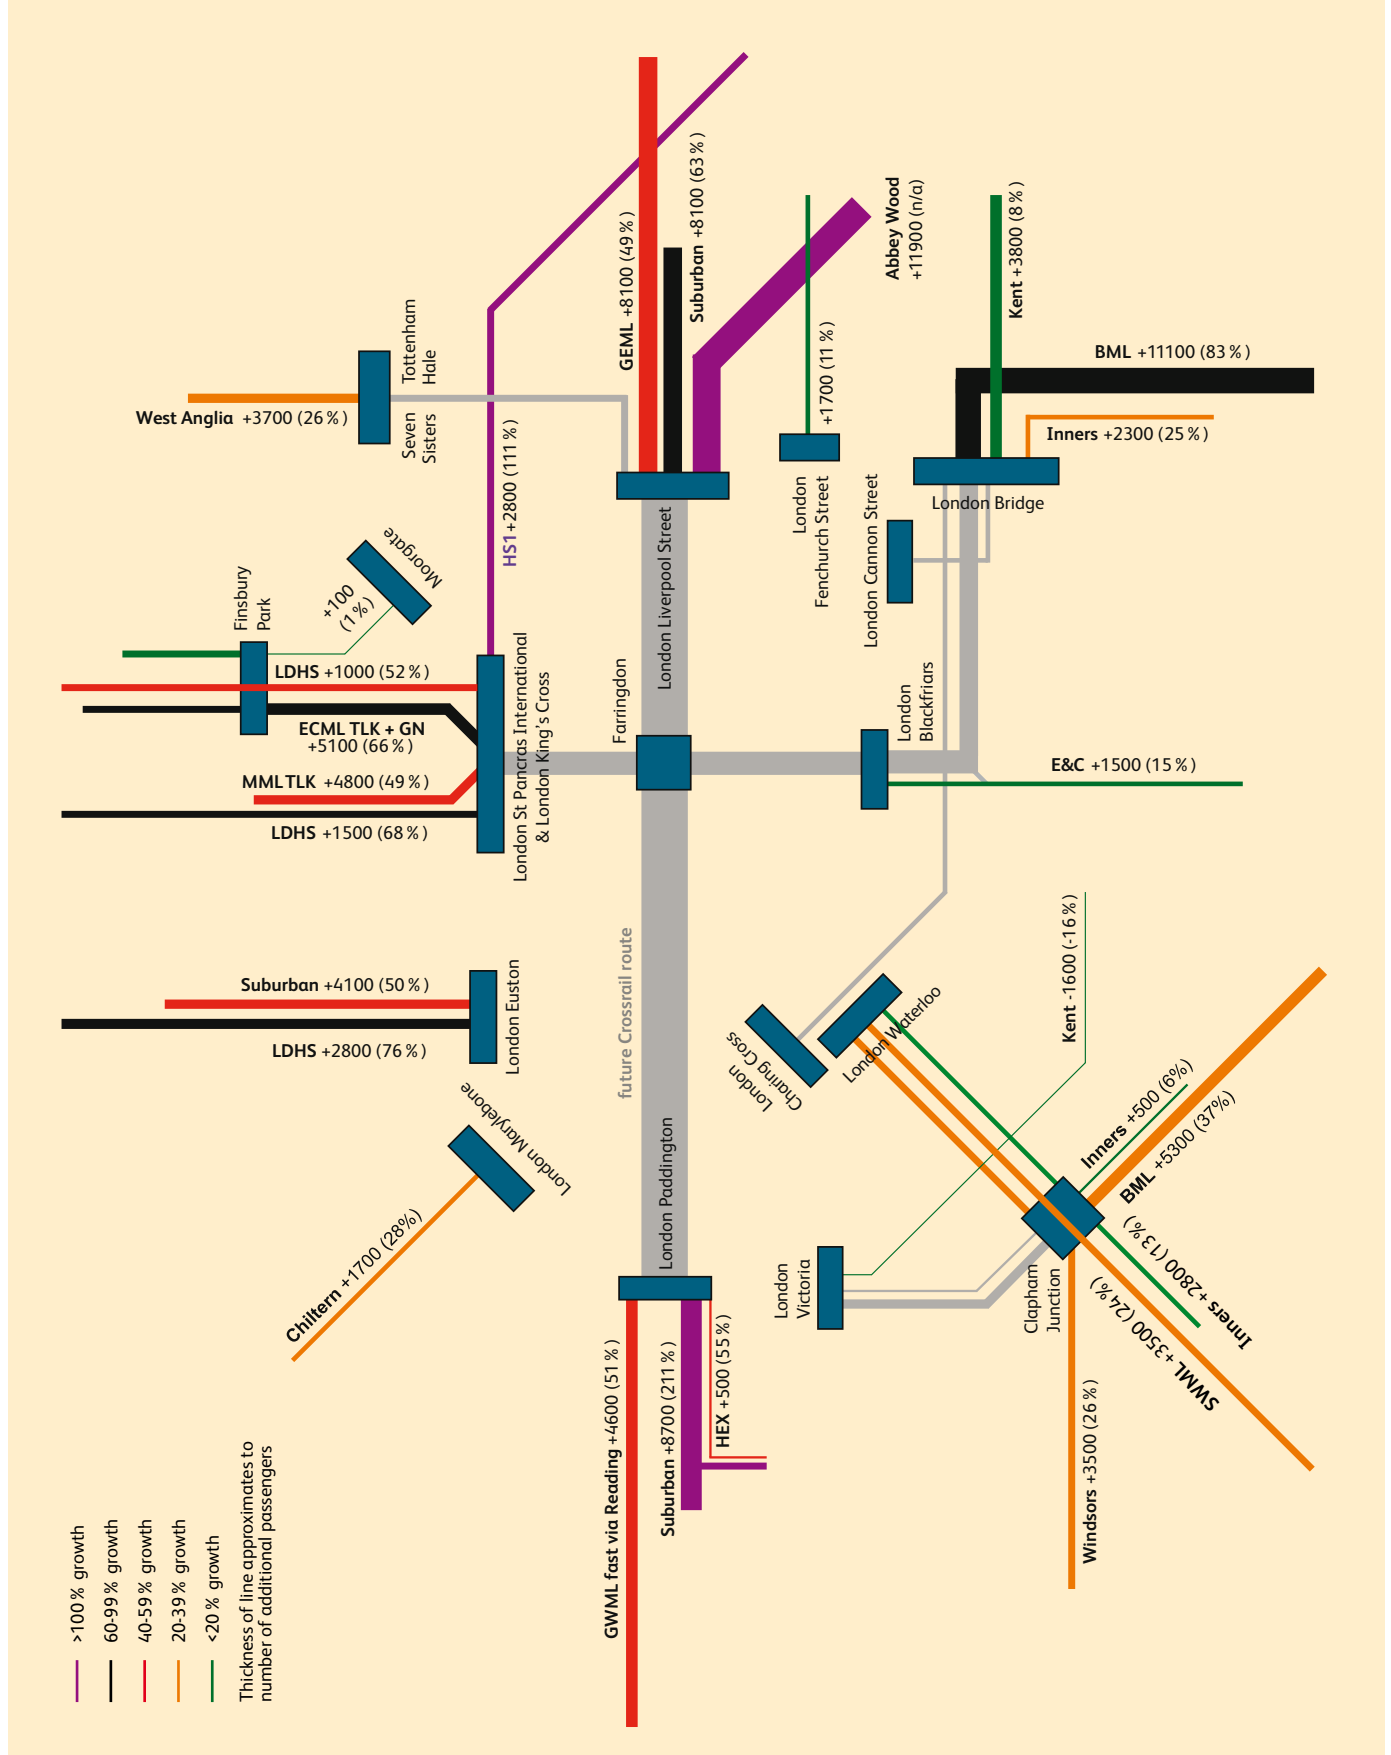 >100% growth
60-99% growth
40-59% growth
20-39% growth
<20% growth
Thickness of line approximates to
number of additional passengers
West Anglia +3700 (26%)
Tottenham
Hale
Seven
Sisters
HS1 +2800 (111%)
GEML +8100 (49%)
Suburban +8100 (63%)
Abbey Wood
+11900 (n/a)
+1700 (11%)
London
Fenchurch Street
Kent +3800 (8%)
BML +11100 (83%)
Inners +2300 (25%)
London Bridge
London Cannon Street
London Liverpool Street
Moorgate
+100
(1%)
Finsbury
Park
LDHS +1000 (52%)
ECML TLK + GN
+5100 (66%)
MML TLK +4800 (49%)
LDHS +1500 (68%)
London St Pancras International
& London King's Cross
Farringdon
London
Blackfriars
E&C +1500 (15%)
Suburban +4100 (50%)
LDHS +2800 (76%)
London Euston
London Marylebone
Chiltern +1700 (28%)
future Crossrail route
London Paddington
London
Charing Cross
London Waterloo
Kent -1600 (-16%)
London
Victoria
Clapham
Junction
Inners +500 (6%)
BML +5300 (37%)
Inners +2800 (13%)
SWML +3500 (24%)
Windsors +3500 (26%)
GWML fast via Reading +4600 (51%)
Suburban +8700 (211%)
HEX +500 (55%)